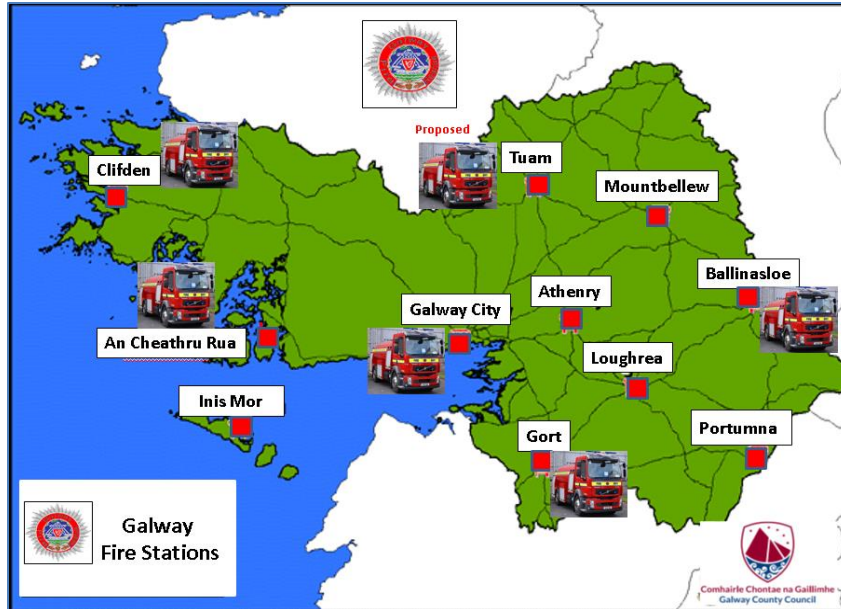 Proposed
Clifden
Tuam
Mountbellew
Ballinasloe
Athenry
Galway City
An Cheathru Rua
Loughrea
Inis Mor
Gort
Portumna
Galway
Fire Stations
Comhairle Chontae na Gaillimhe
Galway County Council